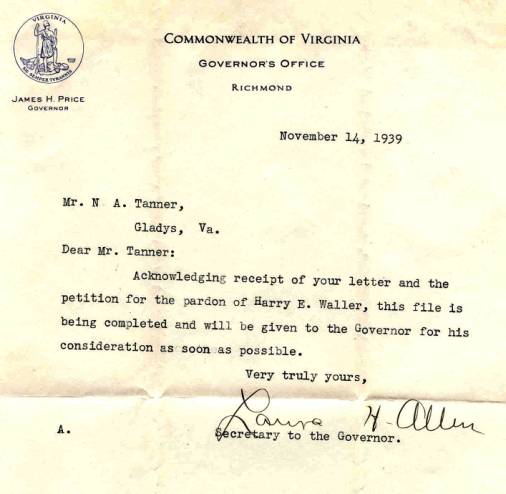 VIRGINIA
SIC SEMPER TYRANNIS
JAMES H. PRICE
GOVERNOR
COMMONWEALTH OF VIRGINIA
GOVERNOR'S OFFICE
RICHMOND
November 14, 1939
Mr. N A. Tanner,
Gladys, Va.
Dear Mr. Tanner:
Acknowledging receipt of your letter and the
petition for the pardon of Harry E. Waller, this file is
being completed and will be given to the Governor for his
consideration as soon as possible.
Very truly yours,
Laura H. Allen
A.
Secretary to the Governor.